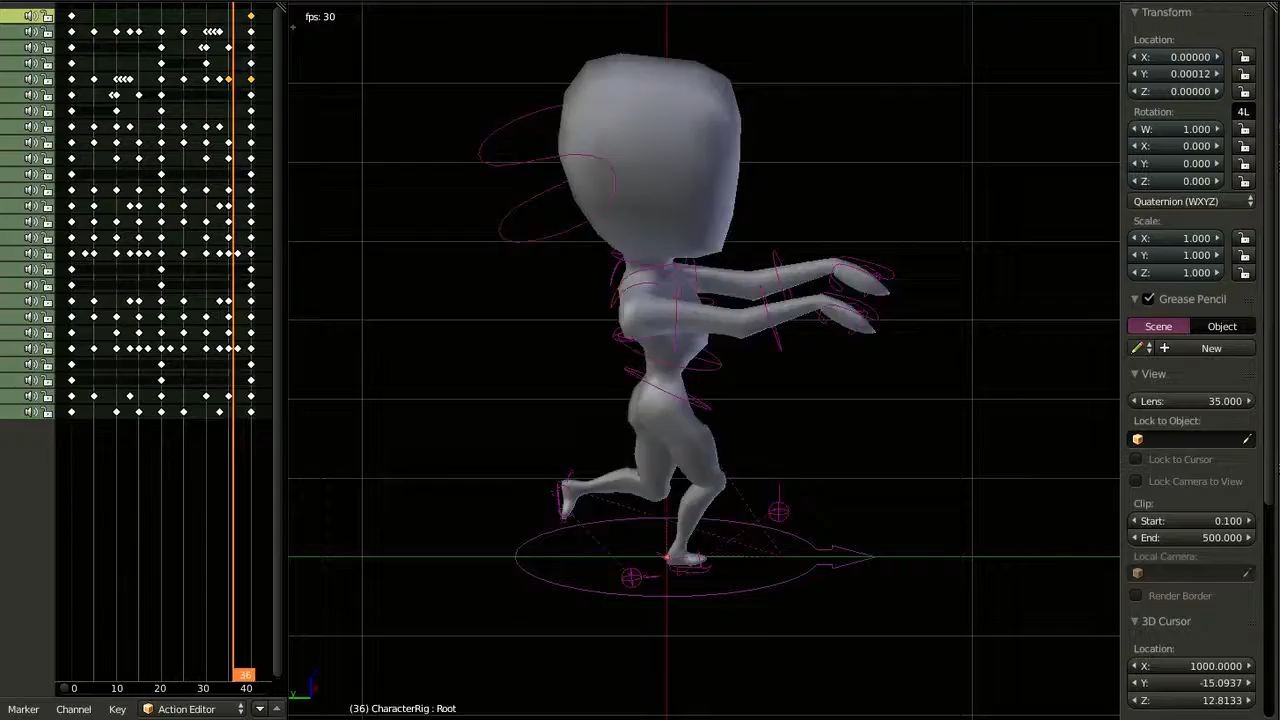 fps: 30
36
0 10 20 30 40
Marker Channel Key Action Editor
y
(36) CharacterRig : Root
Transform
Location:
X: 0.00000
Y: 0.00012
Z: 0.00000
Rotation: 4L
W: 1.000
X: 0.000
Y: 0.000
Z: 0.000
Quaternion (WXYZ)
Scale:
X: 1.000
Y: 1.000
Z: 1.000
Grease Pencil
Scene Object
New
View
Lens: 35.000
Lock to Object:
Lock to Cursor
Lock Camera to View
Clip:
Start: 0.100
End: 500.000
Local Camera:
Render Border
3D Cursor
Location:
X: 1000.0000
Y: -15.0937
Z: 12.8133